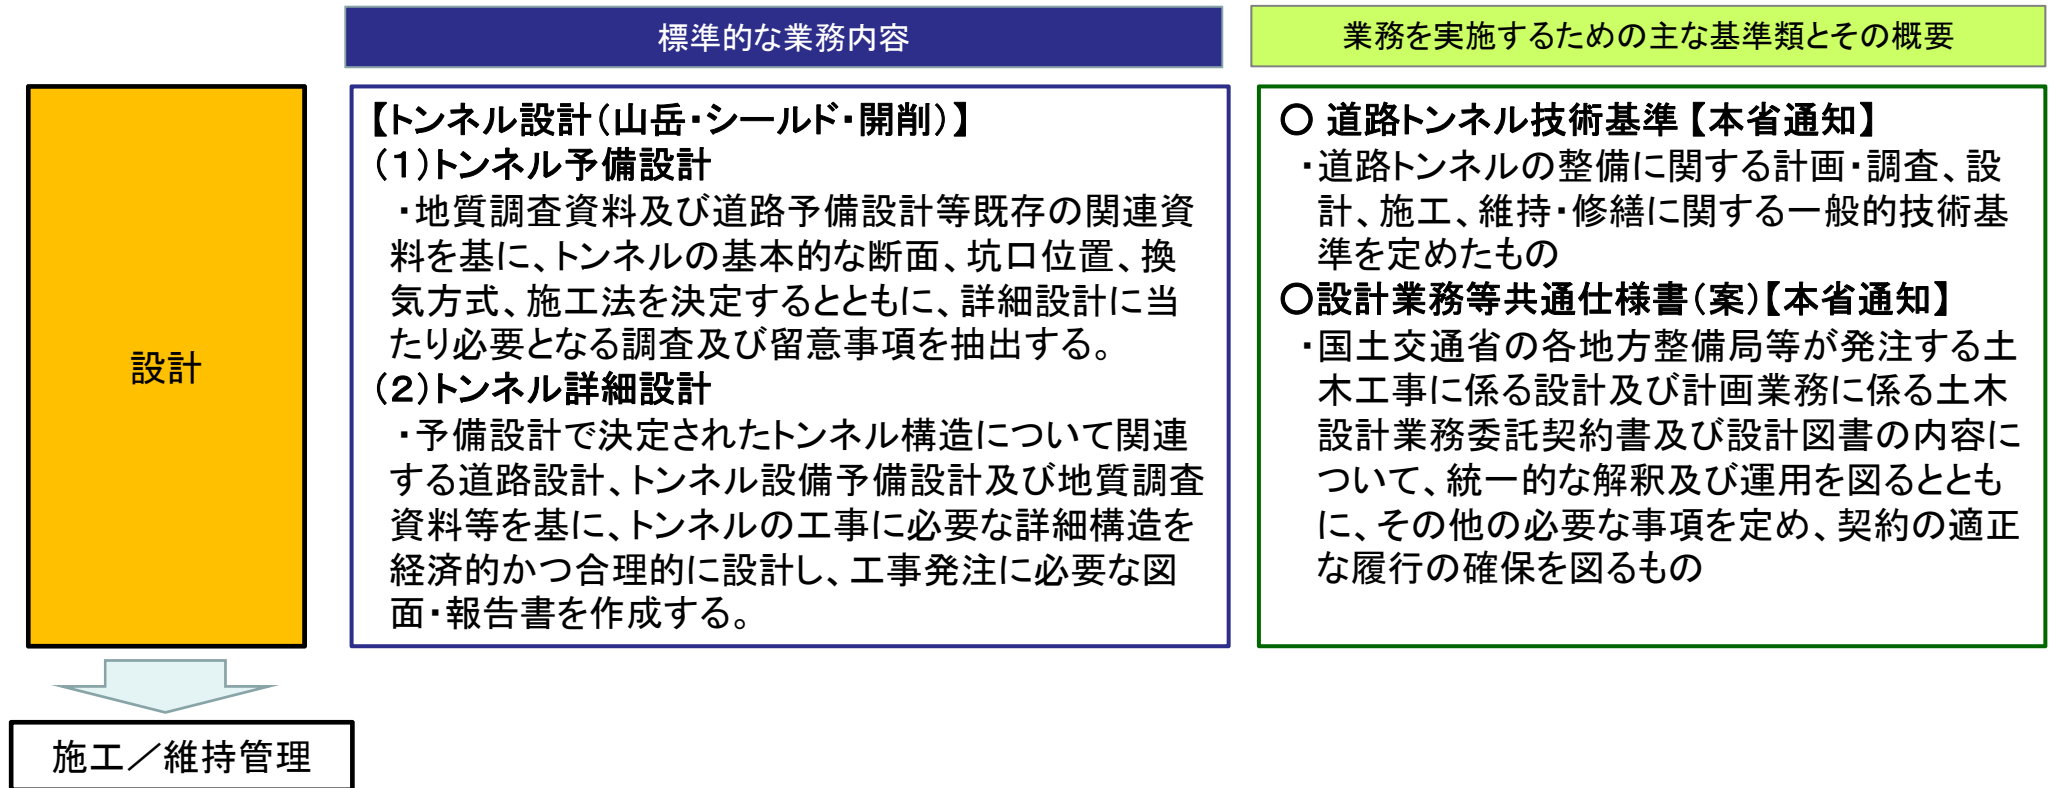 標準的な業務内容
業務を実施するための主な基準類とその概要
設計
【トンネル設計(山岳・シールド・開削)】
(1)トンネル予備設計
・地質調査資料及び道路予備設計等既存の関連資
料を基に、トンネルの基本的な断面、坑口位置、換
気方式、施工法を決定するとともに、詳細設計に当
たり必要となる調査及び留意事項を抽出する。
(2)トンネル詳細設計
・予備設計で決定されたトンネル構造について関連
する道路設計、トンネル設備予備設計及び地質調査
資料等を基に、トンネルの工事に必要な詳細構造を
経済的かつ合理的に設計し、工事発注に必要な図
面・報告書を作成する。
○ 道路トンネル技術基準【本省通知】
・道路トンネルの整備に関する計画・調査、設
計、施工、維持・修繕に関する一般的技術基
準を定めたもの
○設計業務等共通仕様書(案)【本省通知】
・国土交通省の各地方整備局等が発注する土
木工事に係る設計及び計画業務に係る土木
設計業務委託契約書及び設計図書の内容に
ついて、統一的な解釈及び運用を図るととも
に、その他の必要な事項を定め、契約の適正
な履行の確保を図るもの
施工/維持管理